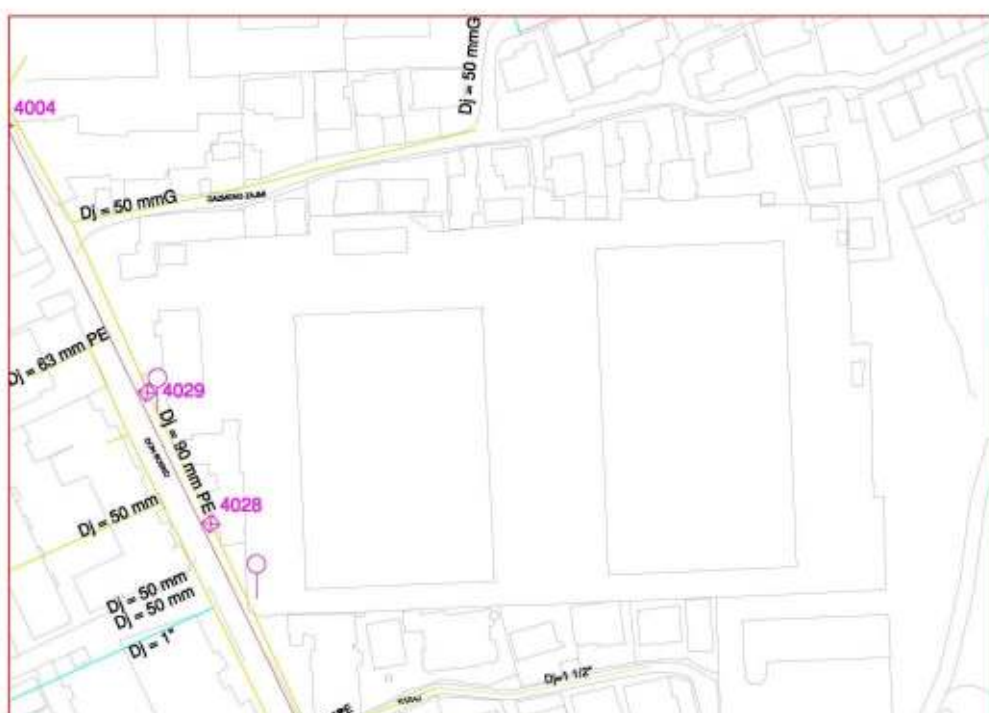 Dj = 50 mm
4004
Dj = 50 mmG
Dj = 63 mm PE
4029
Dj = 90 mm PE
4028
Dj = 50 mm
Dj = 50 mm
Dj = 50 mm
Dj = 1"
Dj=1 1/2"